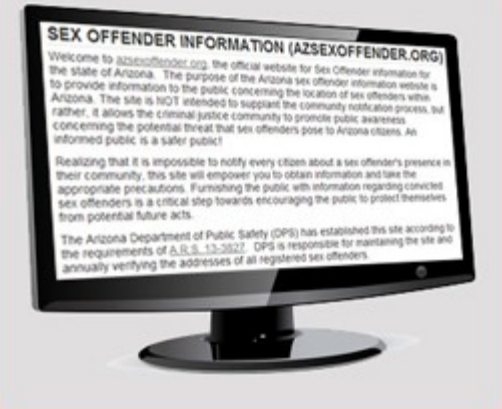 SEX OFFENDER INFORMATION (AZSEXOFFENDER.ORG)
Welcome to azsexoffender.org, the official website for Sex Offender information for
the state of Arizona. The purpose of the Arizona sex offender information website is
to provide information to the public concerning the location of sex offenders within
Arizona. The site is NOT intended to supplant the community notification process, but
rather, it allows the criminal justice community to promote public awareness
concerning the potential threat that sex offenders pose to Arizona citizens. An
informed public is a safer public!
Realizing that it is impossible to notify every citizen about a sex offender's presence in
their community, this site will empower you to obtain information and take the
appropriate precautions. Furnishing the public with information regarding convicted
sex offenders is a critical step towards encouraging the public to protect themselves
from potential future acts.
The Arizona Department of Public Safety (DPS) has established this site according to
the requirements of A.R.S. 13-3827. DPS is responsible for maintaining the site and
annually verifying the addresses of all registered sex offenders.